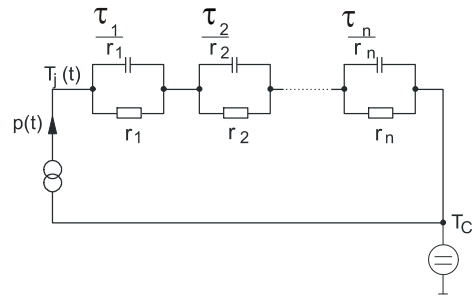 τ1 τ2 τn
r1 r2 rn
Tj (t)
p(t)
r1 r2 rn
TC